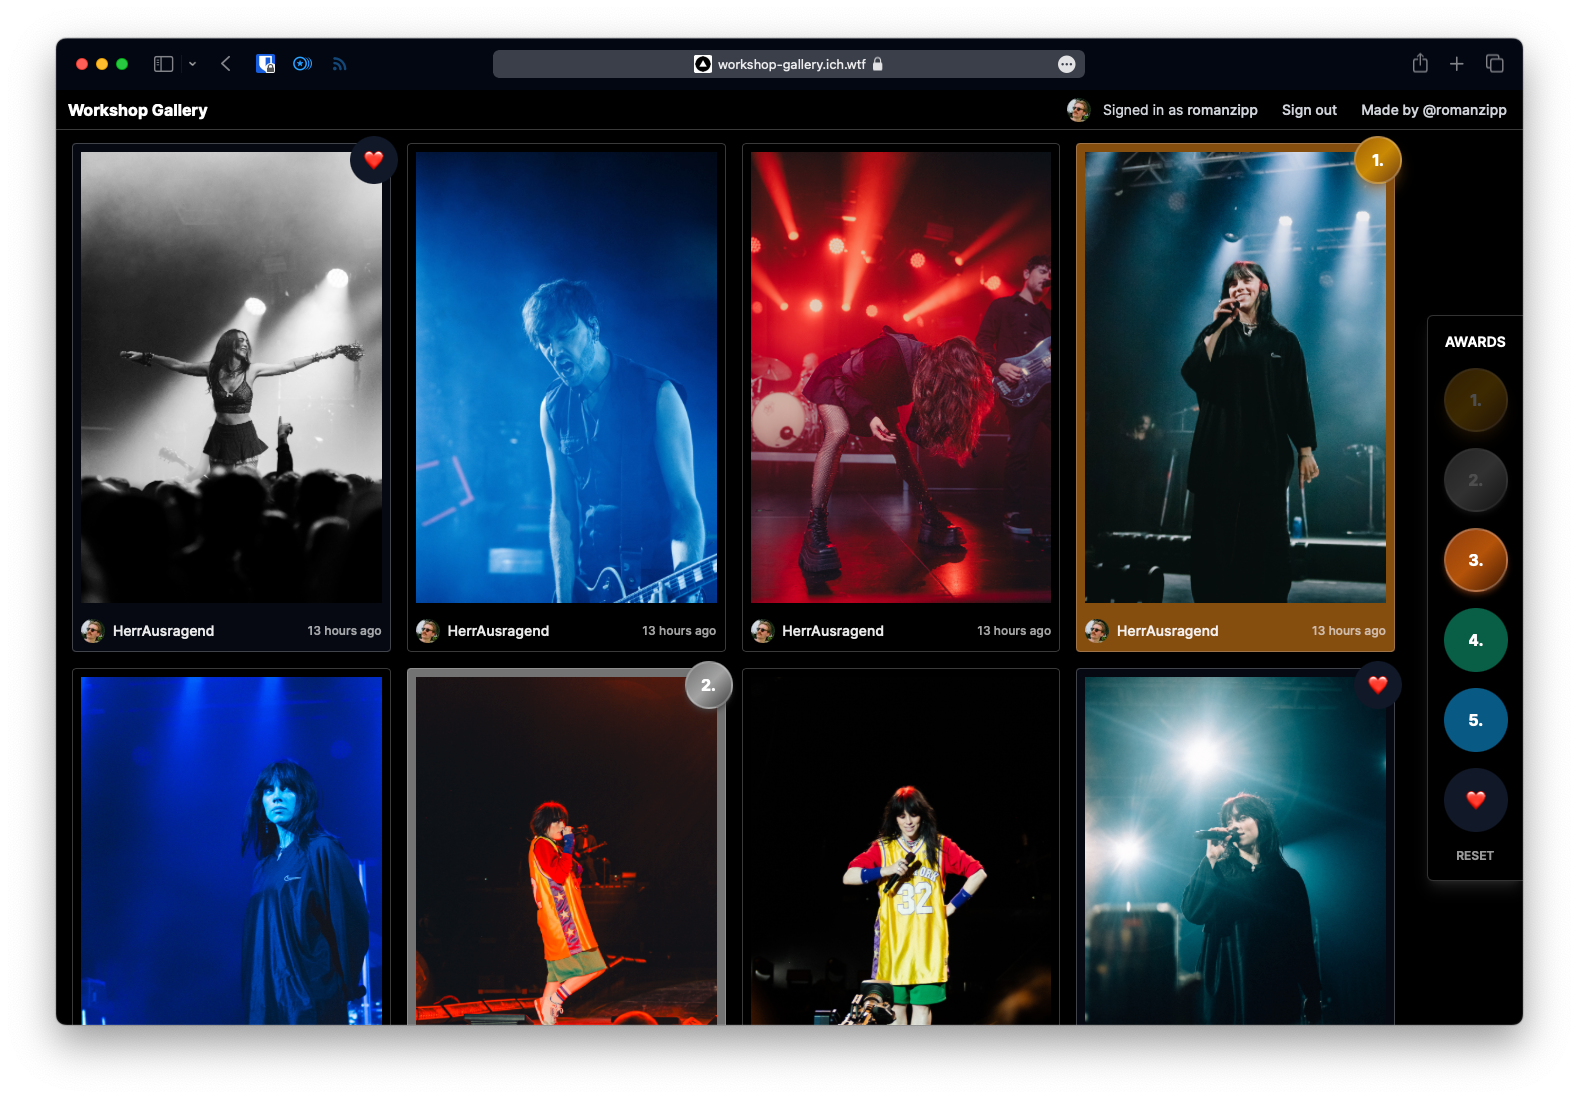 workshop-gallery.ich.wtf
Workshop Gallery
Signed in as romanzipp
Sign out
Made by @romanzipp
1.
HerrAusragend
13 hours ago
HerrAusragend
13 hours ago
HerrAusragend
13 hours ago
HerrAusragend
13 hours ago
2.
32
AWARDS
1.
2.
3.
4.
5.
RESET